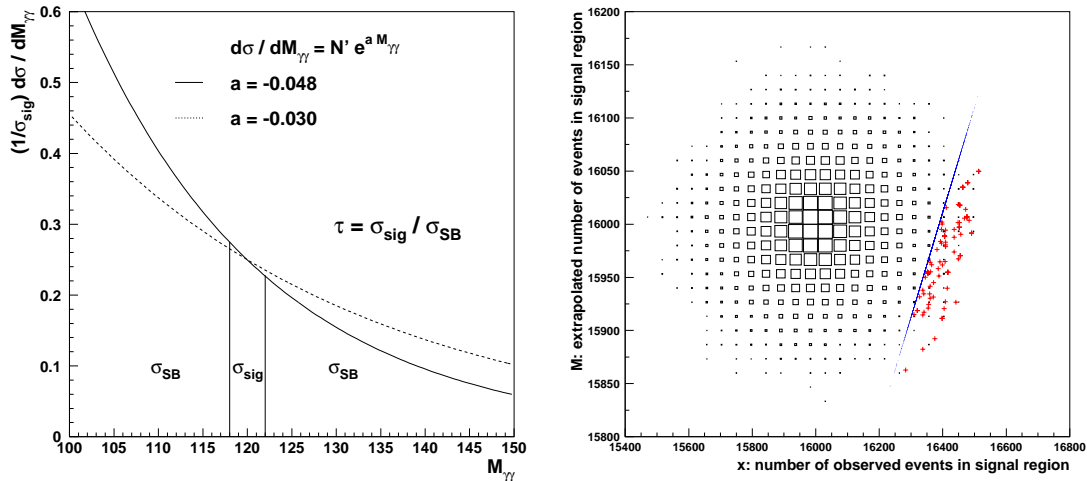 (1/σsig) dσ / dMγγ
0.6
0.5
0.4
0.3
0.2
0.1
0
dσ / dMγγ = N' e^a Mγγ
a = -0.048
a = -0.030
τ = σsig / σSB
σSB
σsig
σSB
100 105 110 115 120 125 130 135 140 145 150
Mγγ
M: extrapolated number of events in signal region
16200
16150
16100
16050
16000
15950
15900
15850
15800
15400 15600 15800 16000 16200 16400 16600 16800
x: number of observed events in signal region